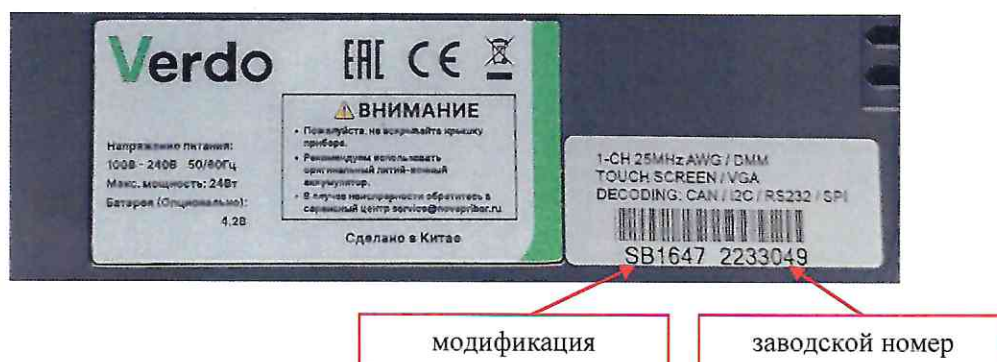 Verdo
EAC CE
ВНИМАНИЕ
• Пожалуйста, не вскрывайте крышку
прибора.
• Рекомендуем использовать
оригинальный литий-ионный
аккумулятор.
• В случае неисправности обратитесь в
сервисный центр service@novopribor.ru
Напряжение питания:
100В - 240В 50/60Гц
Макс. мощность: 24Вт
Батарея (Опционально):
4.2В
Сделано в Китае
1-CH 25MHz AWG / DMM
TOUCH SCREEN / VGA
DECODING: CAN / I2C / RS232 / SPI
SB1647 2233049
модификация
заводской номер